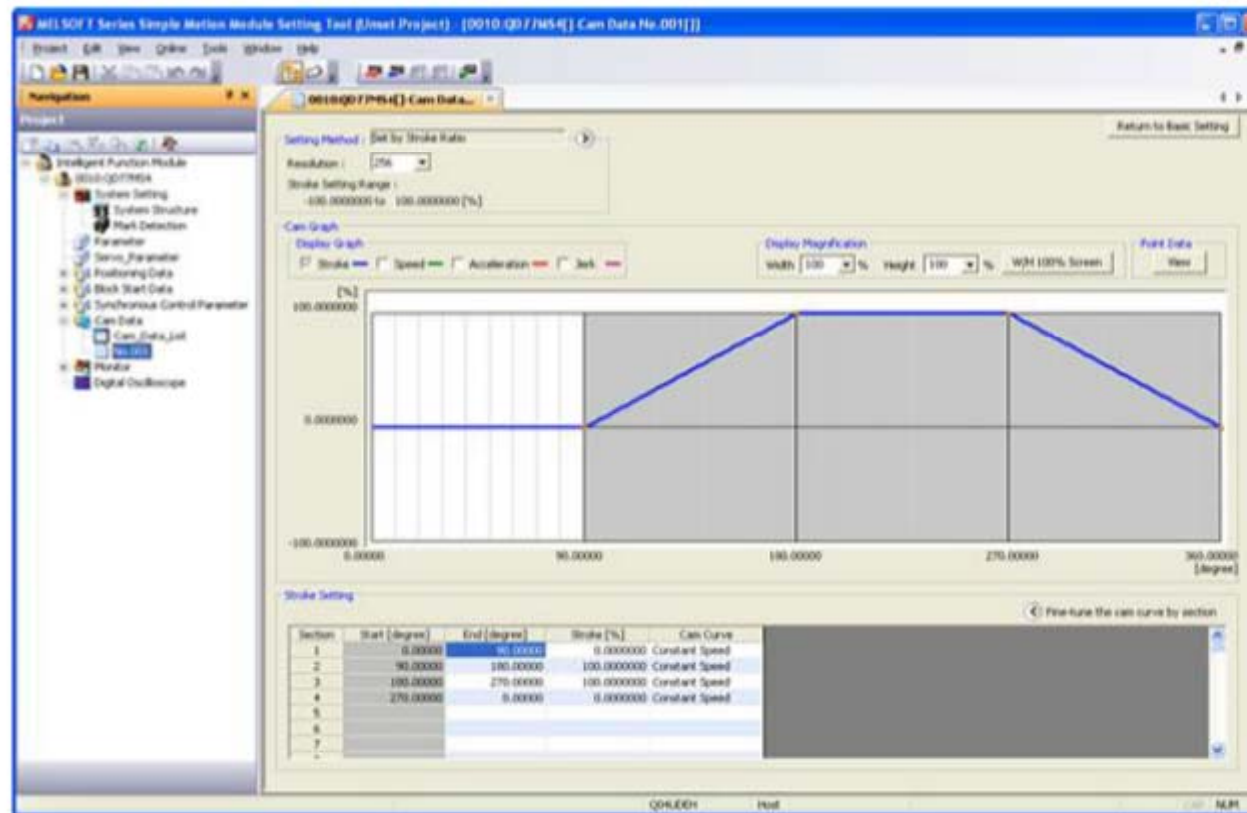 MELSOFT Series Simple Motion Module Setting Tool (Unset Project) - [0010:QD77MS4[]-Cam Data No.001[]]
Project Edit View Online Tools Window Help
Navigation
0010:QD77MS4[]-Cam Data...
Project
Return to Basic Setting
Setting Method : Set by Stroke Ratio
Resolution : 256
Stroke Setting Range :
-100.0000000 to 100.0000000 [%]
Intelligent Function Module
0010:QD77MS4
System Setting
System Structure
Mark Detection
Parameter
Servo_Parameter
Positioning Data
Block Start Data
Synchronous Control Parameter
Cam Data
Cam_Data_List
No.001
Monitor
Digital Oscilloscope
Cam Graph
Display Graph
Stroke Speed Acceleration Jerk
Display Magnification
Width 100 % Height 100 % W/H 100% Screen
Point Data
View
[%]
100.0000000
0.0000000
-100.0000000
0.00000 90.00000 180.00000 270.00000 360.00000
[degree]
Stroke Setting
Fine-tune the cam curve by section
Section Start [degree] End [degree] Stroke [%] Cam Curve
1 0.00000 90.00000 0.0000000 Constant Speed
2 90.00000 180.00000 100.0000000 Constant Speed
3 180.00000 270.00000 100.0000000 Constant Speed
4 270.00000 0.00000 0.0000000 Constant Speed
5
6
7
Q04UDEH Host CAP NUM